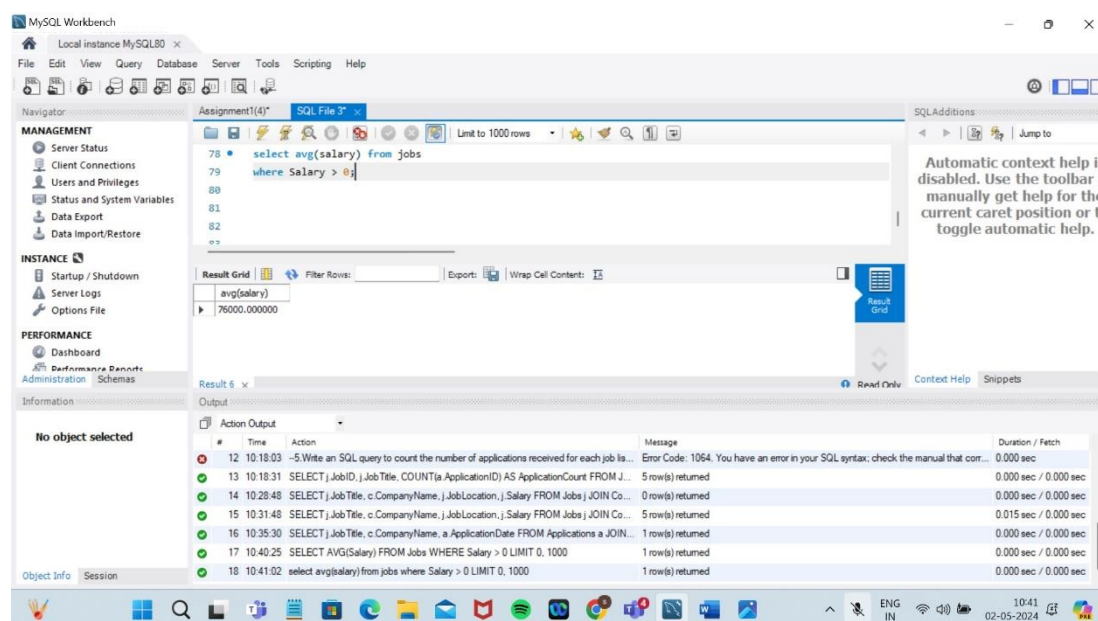 MySQL Workbench
Local instance MySQL80
File Edit View Query Database Server Tools Scripting Help
Navigator
MANAGEMENT
Server Status
Client Connections
Users and Privileges
Status and System Variables
Data Export
Data Import/Restore
INSTANCE
Startup / Shutdown
Server Logs
Options File
PERFORMANCE
Dashboard
Performance Reports
Administration Schemas
Information
No object selected
Object Info Session
Assignment1(4)* SQL File 3*
Limit to 1000 rows
78 select avg(salary) from jobs
79 where Salary > 0;
80
81
82
83
Result Grid Filter Rows: Export: Wrap Cell Content:
avg(salary)
76000.000000
Result Grid
Result 6
Read Only
SQLAdditions
Jump to
Automatic context help i
disabled. Use the toolbar
manually get help for the
current caret position or t
toggle automatic help.
Context Help Snippets
Output
Action Output
# Time Action Message Duration / Fetch
12 10:18:03 --5.Write an SQL query to count the number of applications received for each job lis... Error Code: 1064. You have an error in your SQL syntax; check the manual that corr... 0.000 sec
13 10:18:31 SELECT j.JobID, j.JobTitle, COUNT(a.ApplicationID) AS ApplicationCount FROM J... 5 row(s) returned 0.000 sec / 0.000 sec
14 10:28:48 SELECT j.JobTitle, c.CompanyName, j.JobLocation, j.Salary FROM Jobs j JOIN Co... 0 row(s) returned 0.000 sec / 0.000 sec
15 10:31:48 SELECT j.JobTitle, c.CompanyName, j.JobLocation, j.Salary FROM Jobs j JOIN Co... 5 row(s) returned 0.015 sec / 0.000 sec
16 10:35:30 SELECT j.JobTitle, c.CompanyName, a.ApplicationDate FROM Applications a JOIN... 1 row(s) returned 0.000 sec / 0.000 sec
17 10:40:25 SELECT AVG(Salary) FROM Jobs WHERE Salary > 0 LIMIT 0, 1000 1 row(s) returned 0.000 sec / 0.000 sec
18 10:41:02 select avg(salary) from jobs where Salary > 0 LIMIT 0, 1000 1 row(s) returned 0.000 sec / 0.000 sec
ENG
IN
10:41
02-05-2024